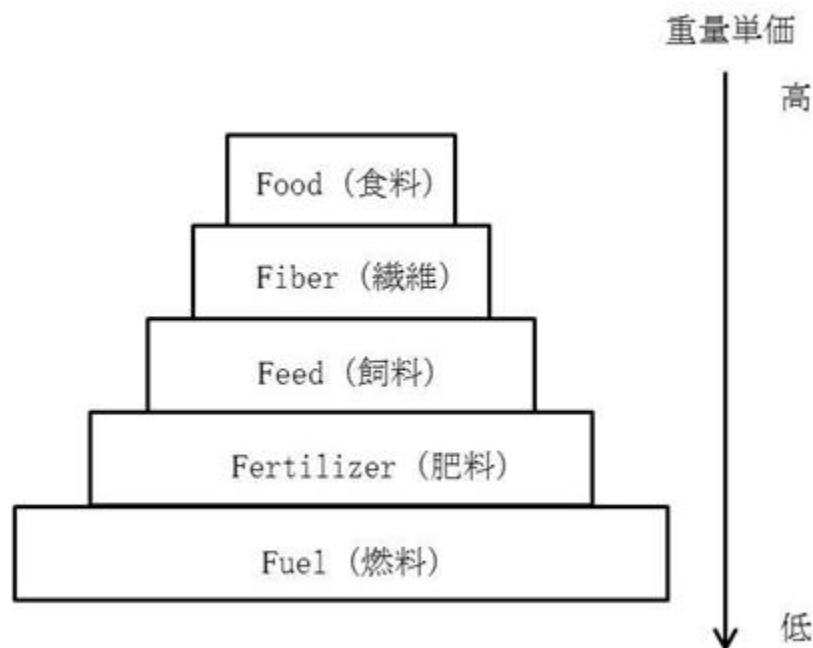 重量単価
高
Food (食料)
Fiber (繊維)
Feed (飼料)
Fertilizer (肥料)
Fuel (燃料)
低